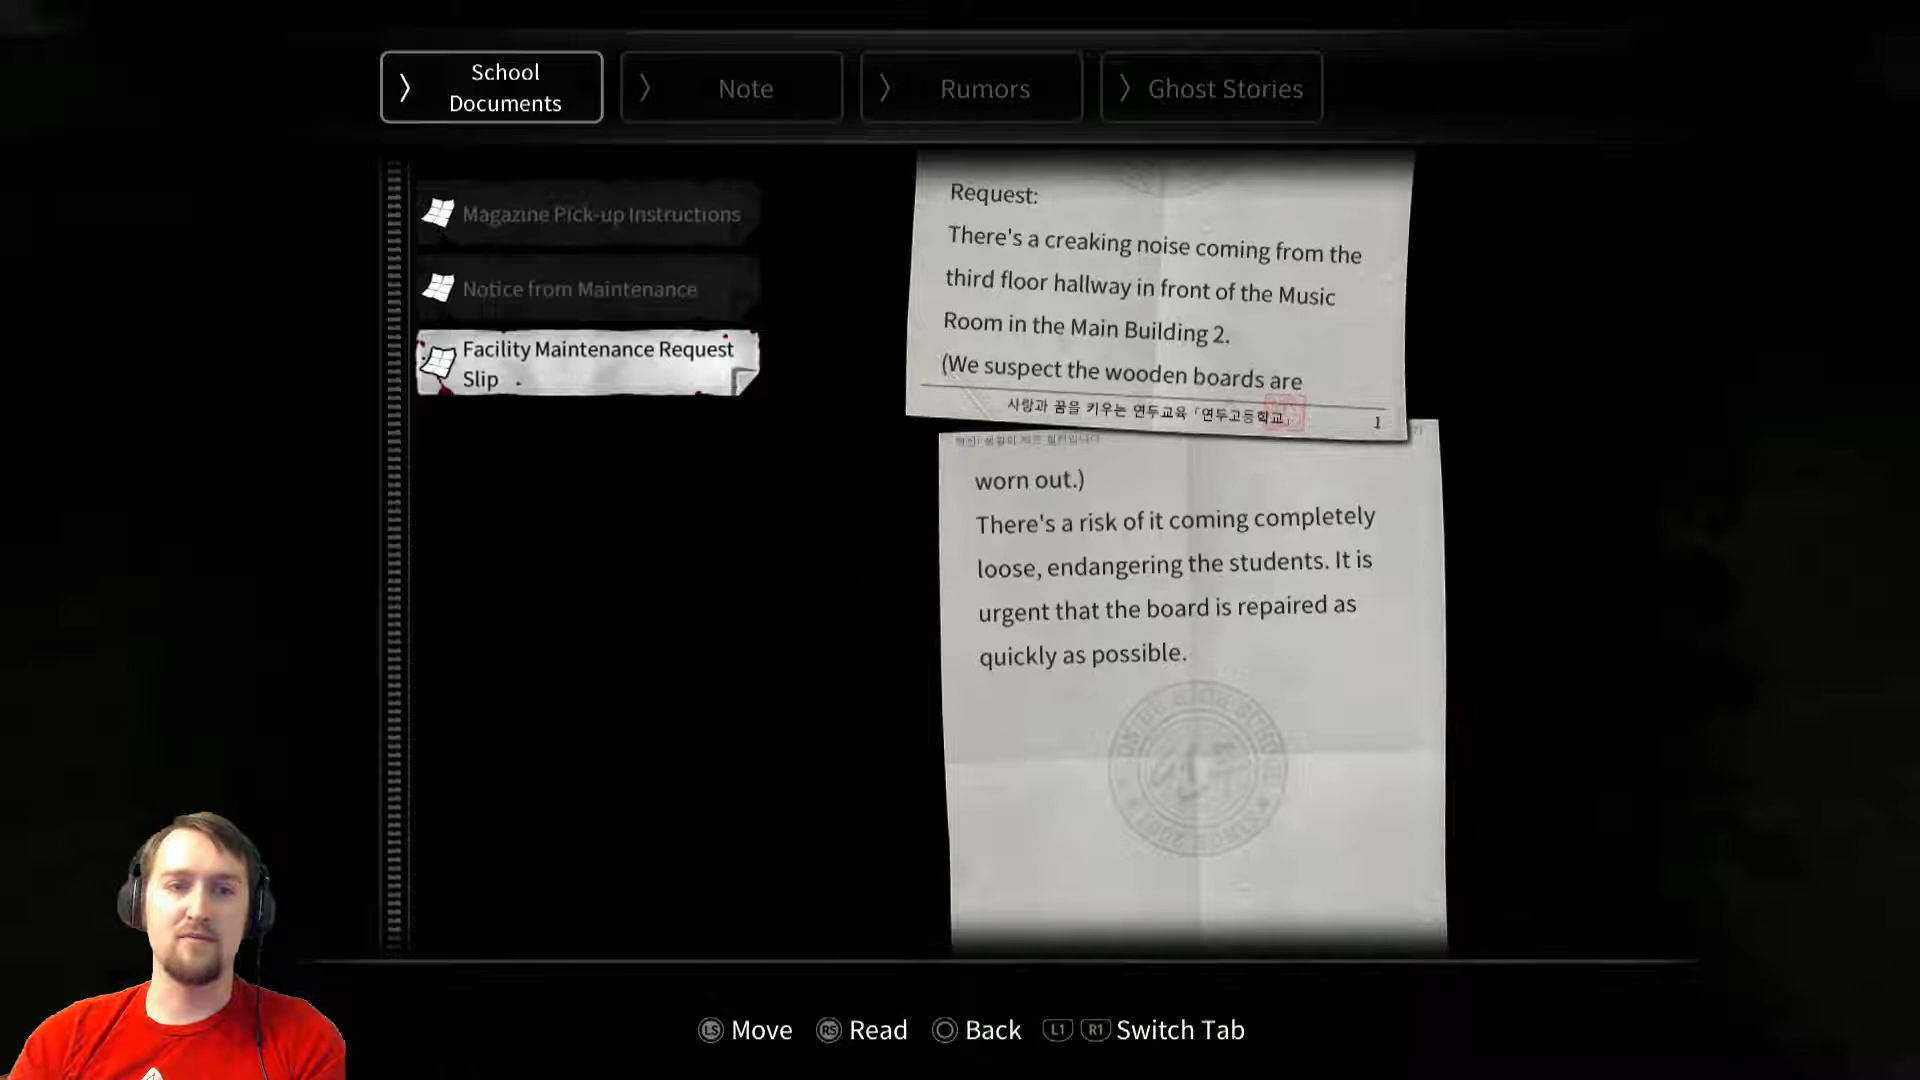 School
Documents
Note
Rumors
Ghost Stories
Magazine Pick-up Instructions
Notice from Maintenance
Facility Maintenance Request
Slip
Request:
There's a creaking noise coming from the
third floor hallway in front of the Music
Room in the Main Building 2.
(We suspect the wooden boards are
사랑과 꿈을 키우는 연두교육 「연두고등학교」
1
worn out.)
There's a risk of it coming completely
loose, endangering the students. It is
urgent that the board is repaired as
quickly as possible.
LS Move RS Read Back L1 R1 Switch Tab